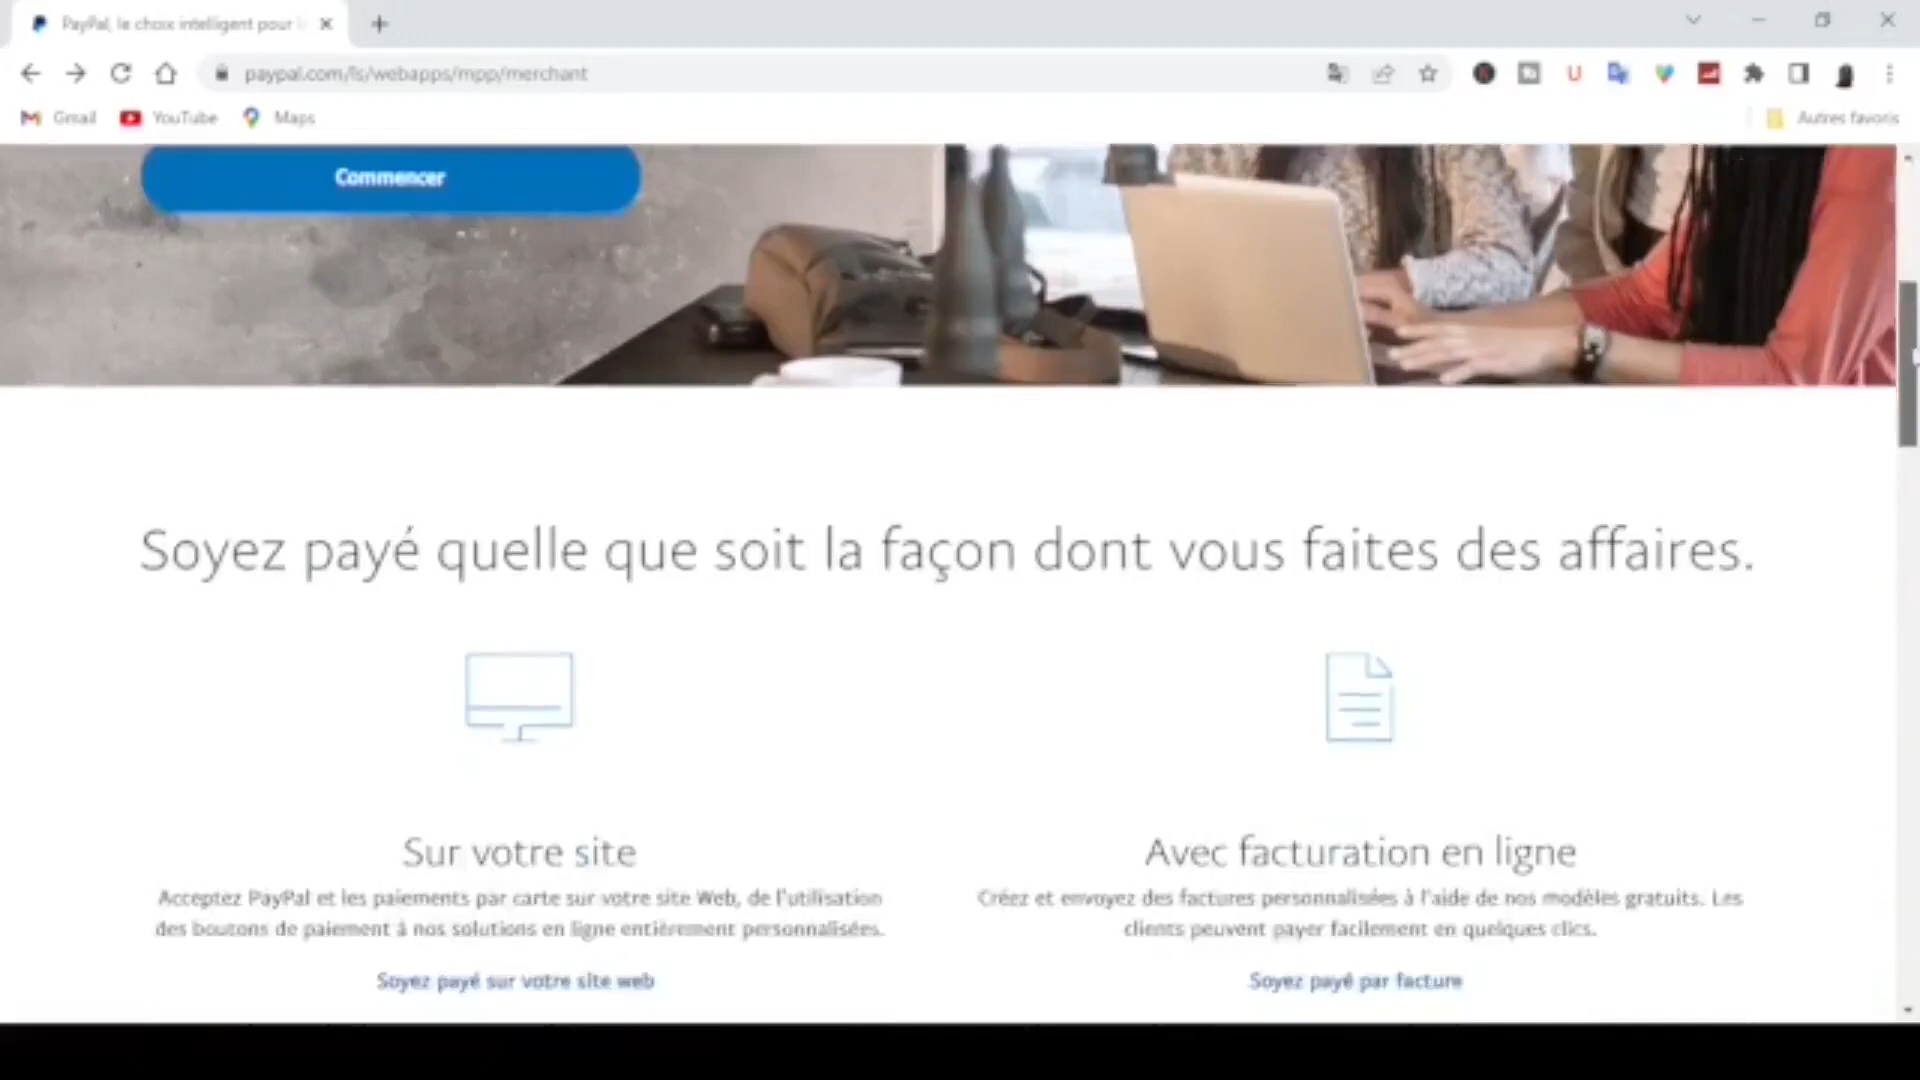 PayPal, le choix intelligent pour l
paypal.com/ls/webapps/mpp/merchant
Gmail YouTube Maps Autres favoris
Commencer
Soyez payé quelle que soit la façon dont vous faites des affaires.
Sur votre site
Acceptez PayPal et les paiements par carte sur votre site Web, de l'utilisation
des boutons de paiement à nos solutions en ligne entièrement personnalisées.
Soyez payé sur votre site web
Avec facturation en ligne
Créez et envoyez des factures personnalisées à l'aide de nos modèles gratuits. Les
clients peuvent payer facilement en quelques clics.
Soyez payé par facture